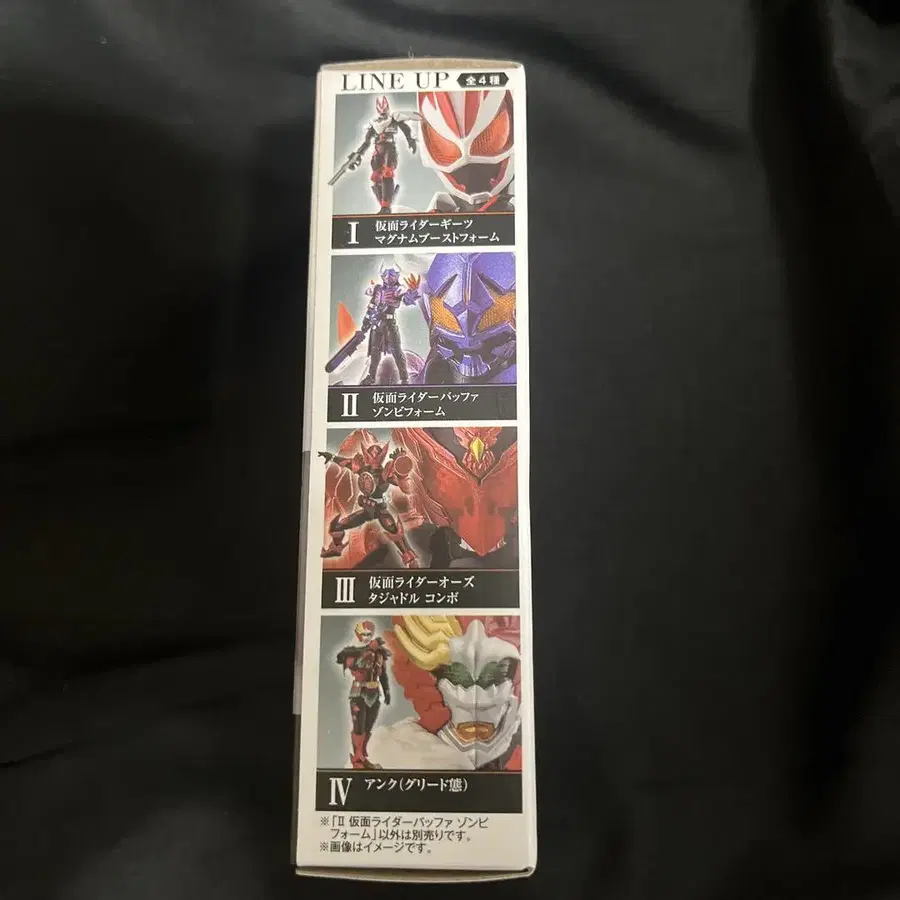 LINE UP 全4種
I 仮面ライダーギーツ
マグナムブーストフォーム
II 仮面ライダーバッファ
ゾンビフォーム
III 仮面ライダーオーズ
タジャドル コンボ
IV アンク(グリード態)
※「II 仮面ライダーバッファ ゾンビ
フォーム」以外は別売りです。
※画像はイメージです。